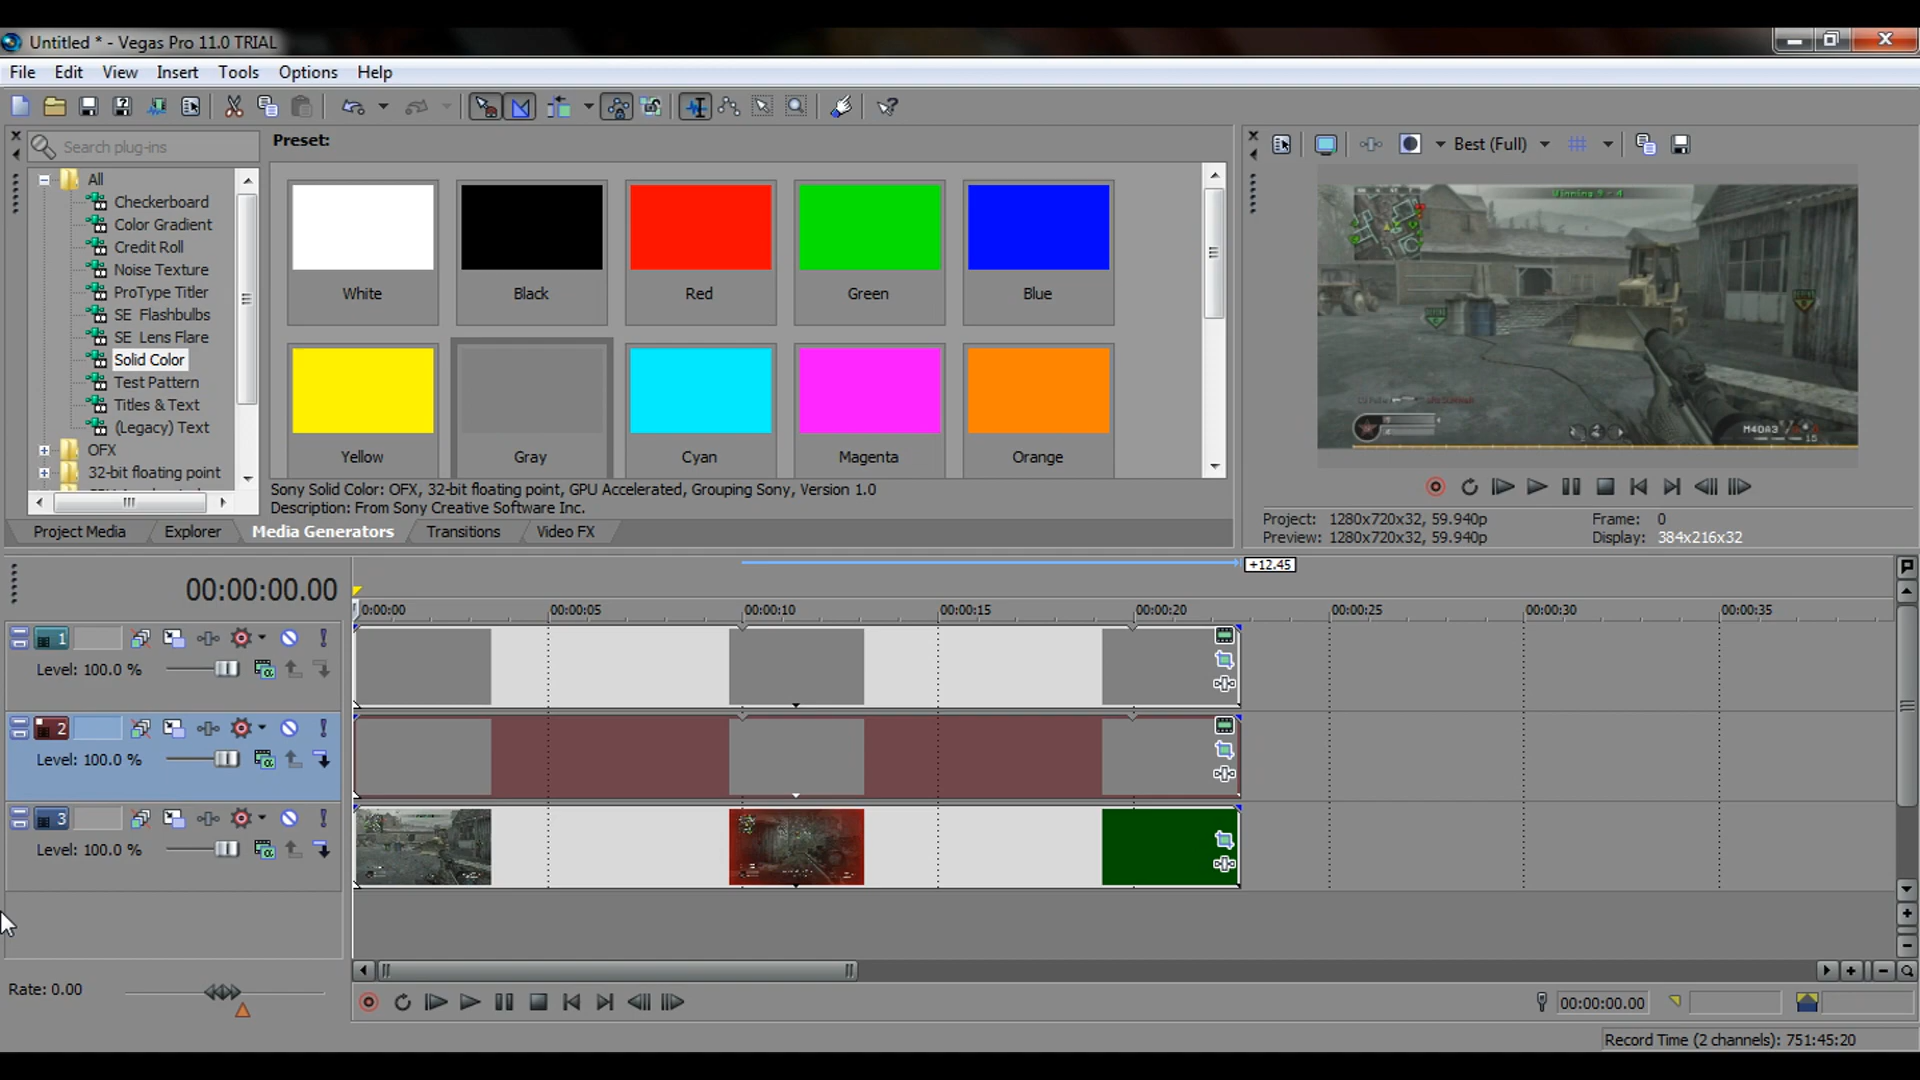 Untitled * - Vegas Pro 11.0 TRIAL
File Edit View Insert Tools Options Help
Search plug-ins
Preset:
All
Checkerboard
Color Gradient
Credit Roll
Noise Texture
ProType Titler
SE Flashbulbs
SE Lens Flare
Solid Color
Test Pattern
Titles & Text
(Legacy) Text
OFX
32-bit floating point
White Black Red Green Blue
Yellow Gray Cyan Magenta Orange
Sony Solid Color: OFX, 32-bit floating point, GPU Accelerated, Grouping Sony, Version 1.0
Description: From Sony Creative Software Inc.
Project Media Explorer Media Generators Transitions Video FX
Best (Full)
Winning 9 - 4
M40A3
15
Project: 1280x720x32, 59.940p Frame: 0
Preview: 1280x720x32, 59.940p Display: 384x216x32
+12.45
00:00:00.00
0:00:00 00:00:05 00:00:10 00:00:15 00:00:20 00:00:25 00:00:30 00:00:35
1
Level: 100.0 %
2
Level: 100.0 %
3
Level: 100.0 %
Rate: 0.00
00:00:00.00
Record Time (2 channels): 751:45:20